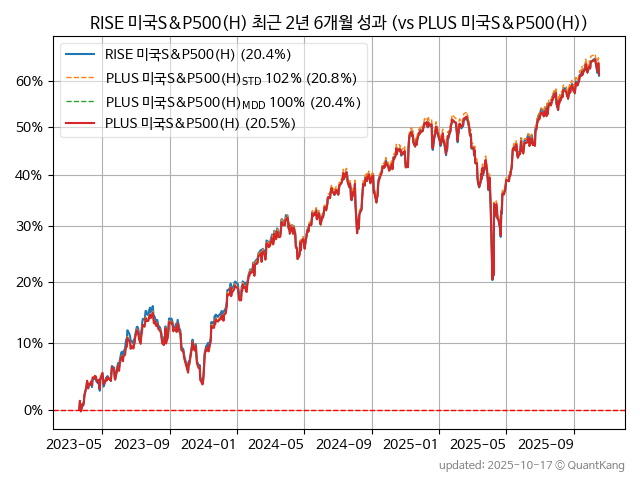 RISE 미국S&P500(H) 최근 2년 6개월 성과 (vs PLUS 미국S&P500(H))
RISE 미국S&P500(H) (20.4%)
PLUS 미국S&P500(H)STD 102% (20.8%)
PLUS 미국S&P500(H)MDD 100% (20.4%)
PLUS 미국S&P500(H) (20.5%)
60%
50%
40%
30%
20%
10%
0%
2023-05 2023-09 2024-01 2024-05 2024-09 2025-01 2025-05 2025-09
updated: 2025-10-17 © QuantKang